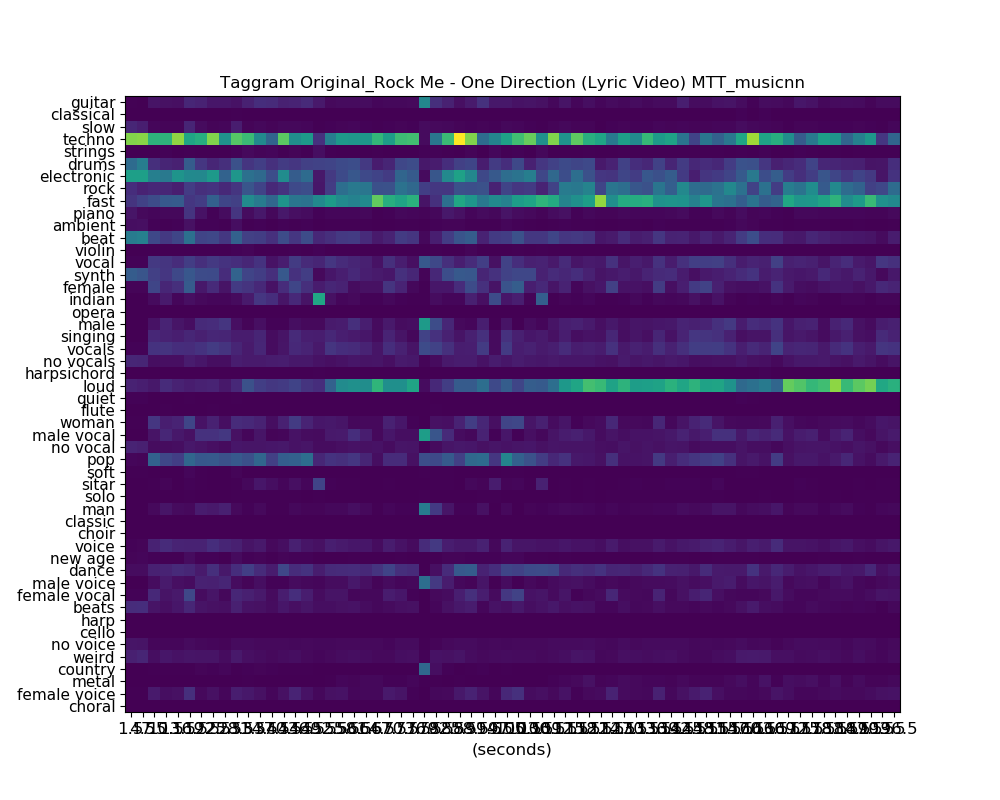 Taggram Original_Rock Me - One Direction (Lyric Video) MTT_musicnn
guitar
classical
slow
techno
strings
drums
electronic
rock
fast
piano
ambient
beat
violin
vocal
synth
female
indian
opera
male
singing
vocals
no vocals
harpsichord
loud
quiet
flute
woman
male vocal
no vocal
pop
soft
sitar
solo
man
classic
choir
voice
new age
dance
male voice
female vocal
beats
harp
cello
no voice
weird
country
metal
female voice
choral
(seconds)